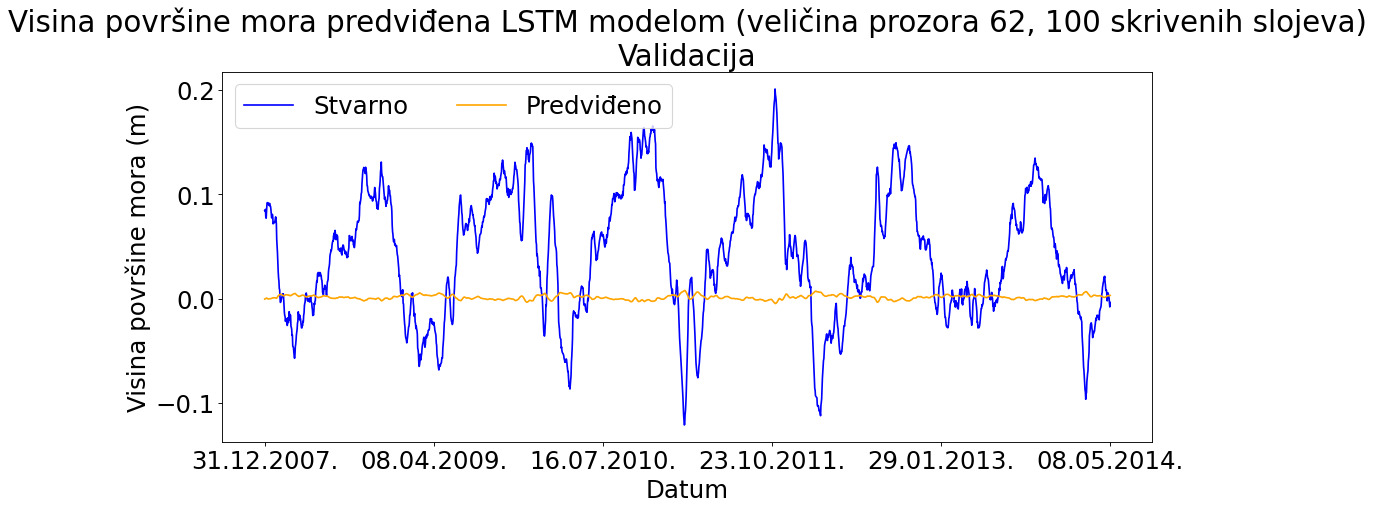 Visina površine mora predviđena LSTM modelom (veličina prozora 62, 100 skrivenih slojeva)
Validacija
Stvarno Predviđeno
Visina površine mora (m)
0.2
0.1
0.0
−0.1
31.12.2007. 08.04.2009. 16.07.2010. 23.10.2011. 29.01.2013. 08.05.2014.
Datum